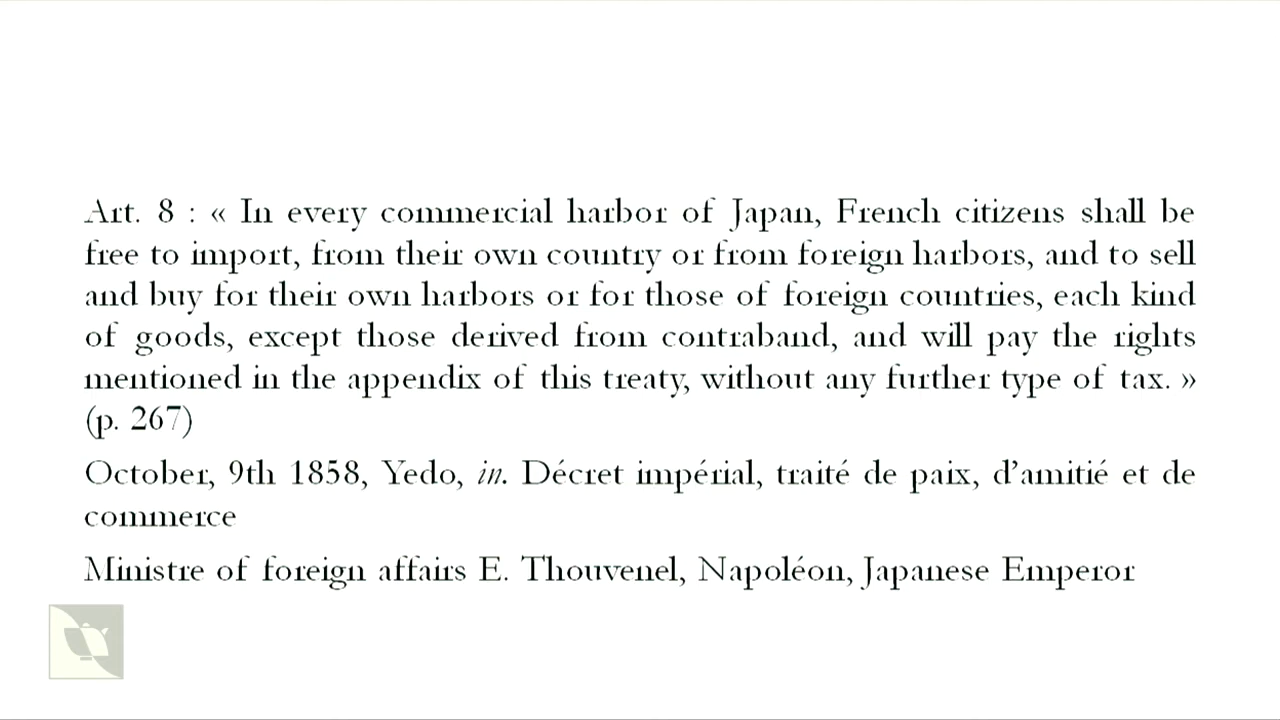 Art. 8 : « In every commercial harbor of Japan, French citizens shall be
free to import, from their own country or from foreign harbors, and to sell
and buy for their own harbors or for those of foreign countries, each kind
of goods, except those derived from contraband, and will pay the rights
mentioned in the appendix of this treaty, without any further type of tax. »
(p. 267)
October, 9th 1858, Yedo, in. Décret impérial, traité de paix, d’amitié et de
commerce
Ministre of foreign affairs E. Thouvenel, Napoléon, Japanese Emperor